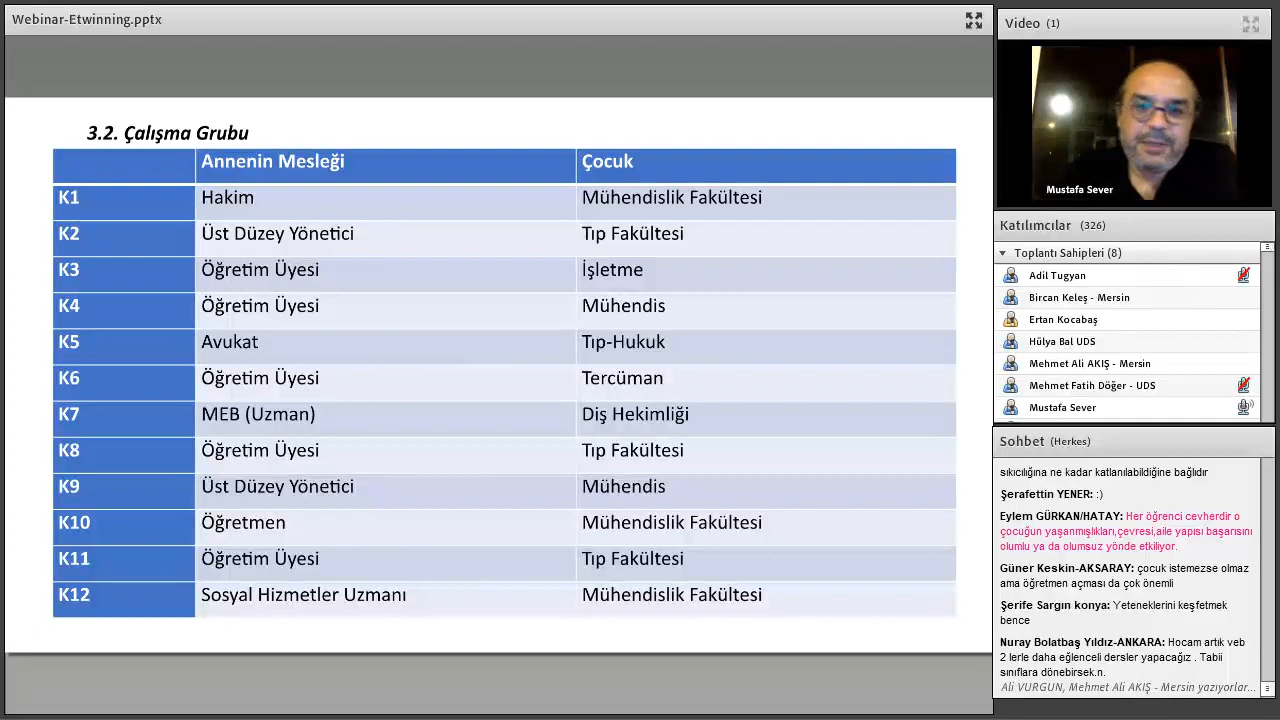 Webinar-Etwinning.pptx
3.2. Çalışma Grubu
Annenin Mesleği Çocuk
K1 Hakim Mühendislik Fakültesi
K2 Üst Düzey Yönetici Tıp Fakültesi
K3 Öğretim Üyesi İşletme
K4 Öğretim Üyesi Mühendis
K5 Avukat Tıp-Hukuk
K6 Öğretim Üyesi Tercüman
K7 MEB (Uzman) Diş Hekimliği
K8 Öğretim Üyesi Tıp Fakültesi
K9 Üst Düzey Yönetici Mühendis
K10 Öğretmen Mühendislik Fakültesi
K11 Öğretim Üyesi Tıp Fakültesi
K12 Sosyal Hizmetler Uzmanı Mühendislik Fakültesi
Video (1)
Mustafa Sever
Katılımcılar (326)
Toplantı Sahipleri (8)
Adil Tugyan
Bircan Keleş - Mersin
Ertan Kocabaş
Hülya Bal UDS
Mehmet Ali AKIŞ - Mersin
Mehmet Fatih Döğer - UDS
Mustafa Sever
Sohbet (Herkes)
sıkıcılığına ne kadar katlanılabildiğine bağlıdır
Şerafettin YENER: :)
Eylem GÜRKAN/HATAY: Her öğrenci cevherdir o
çocuğun yaşanmışlıkları,çevresi,aile yapısı başarısını
olumlu ya da olumsuz yönde etkiliyor.
Güner Keskin-AKSARAY: çocuk istemezse olmaz
ama öğretmen açması da çok önemli
Şerife Sargın konya: Yeteneklerini keşfetmek
bence
Nuray Bolatbaş Yıldız-ANKARA: Hocam artık veb
2 lerle daha eğlenceli dersler yapacağız . Tabii
sınıflara dönebirsek.n.
Ali VURGUN, Mehmet Ali AKIŞ - Mersin yazıyorlar...